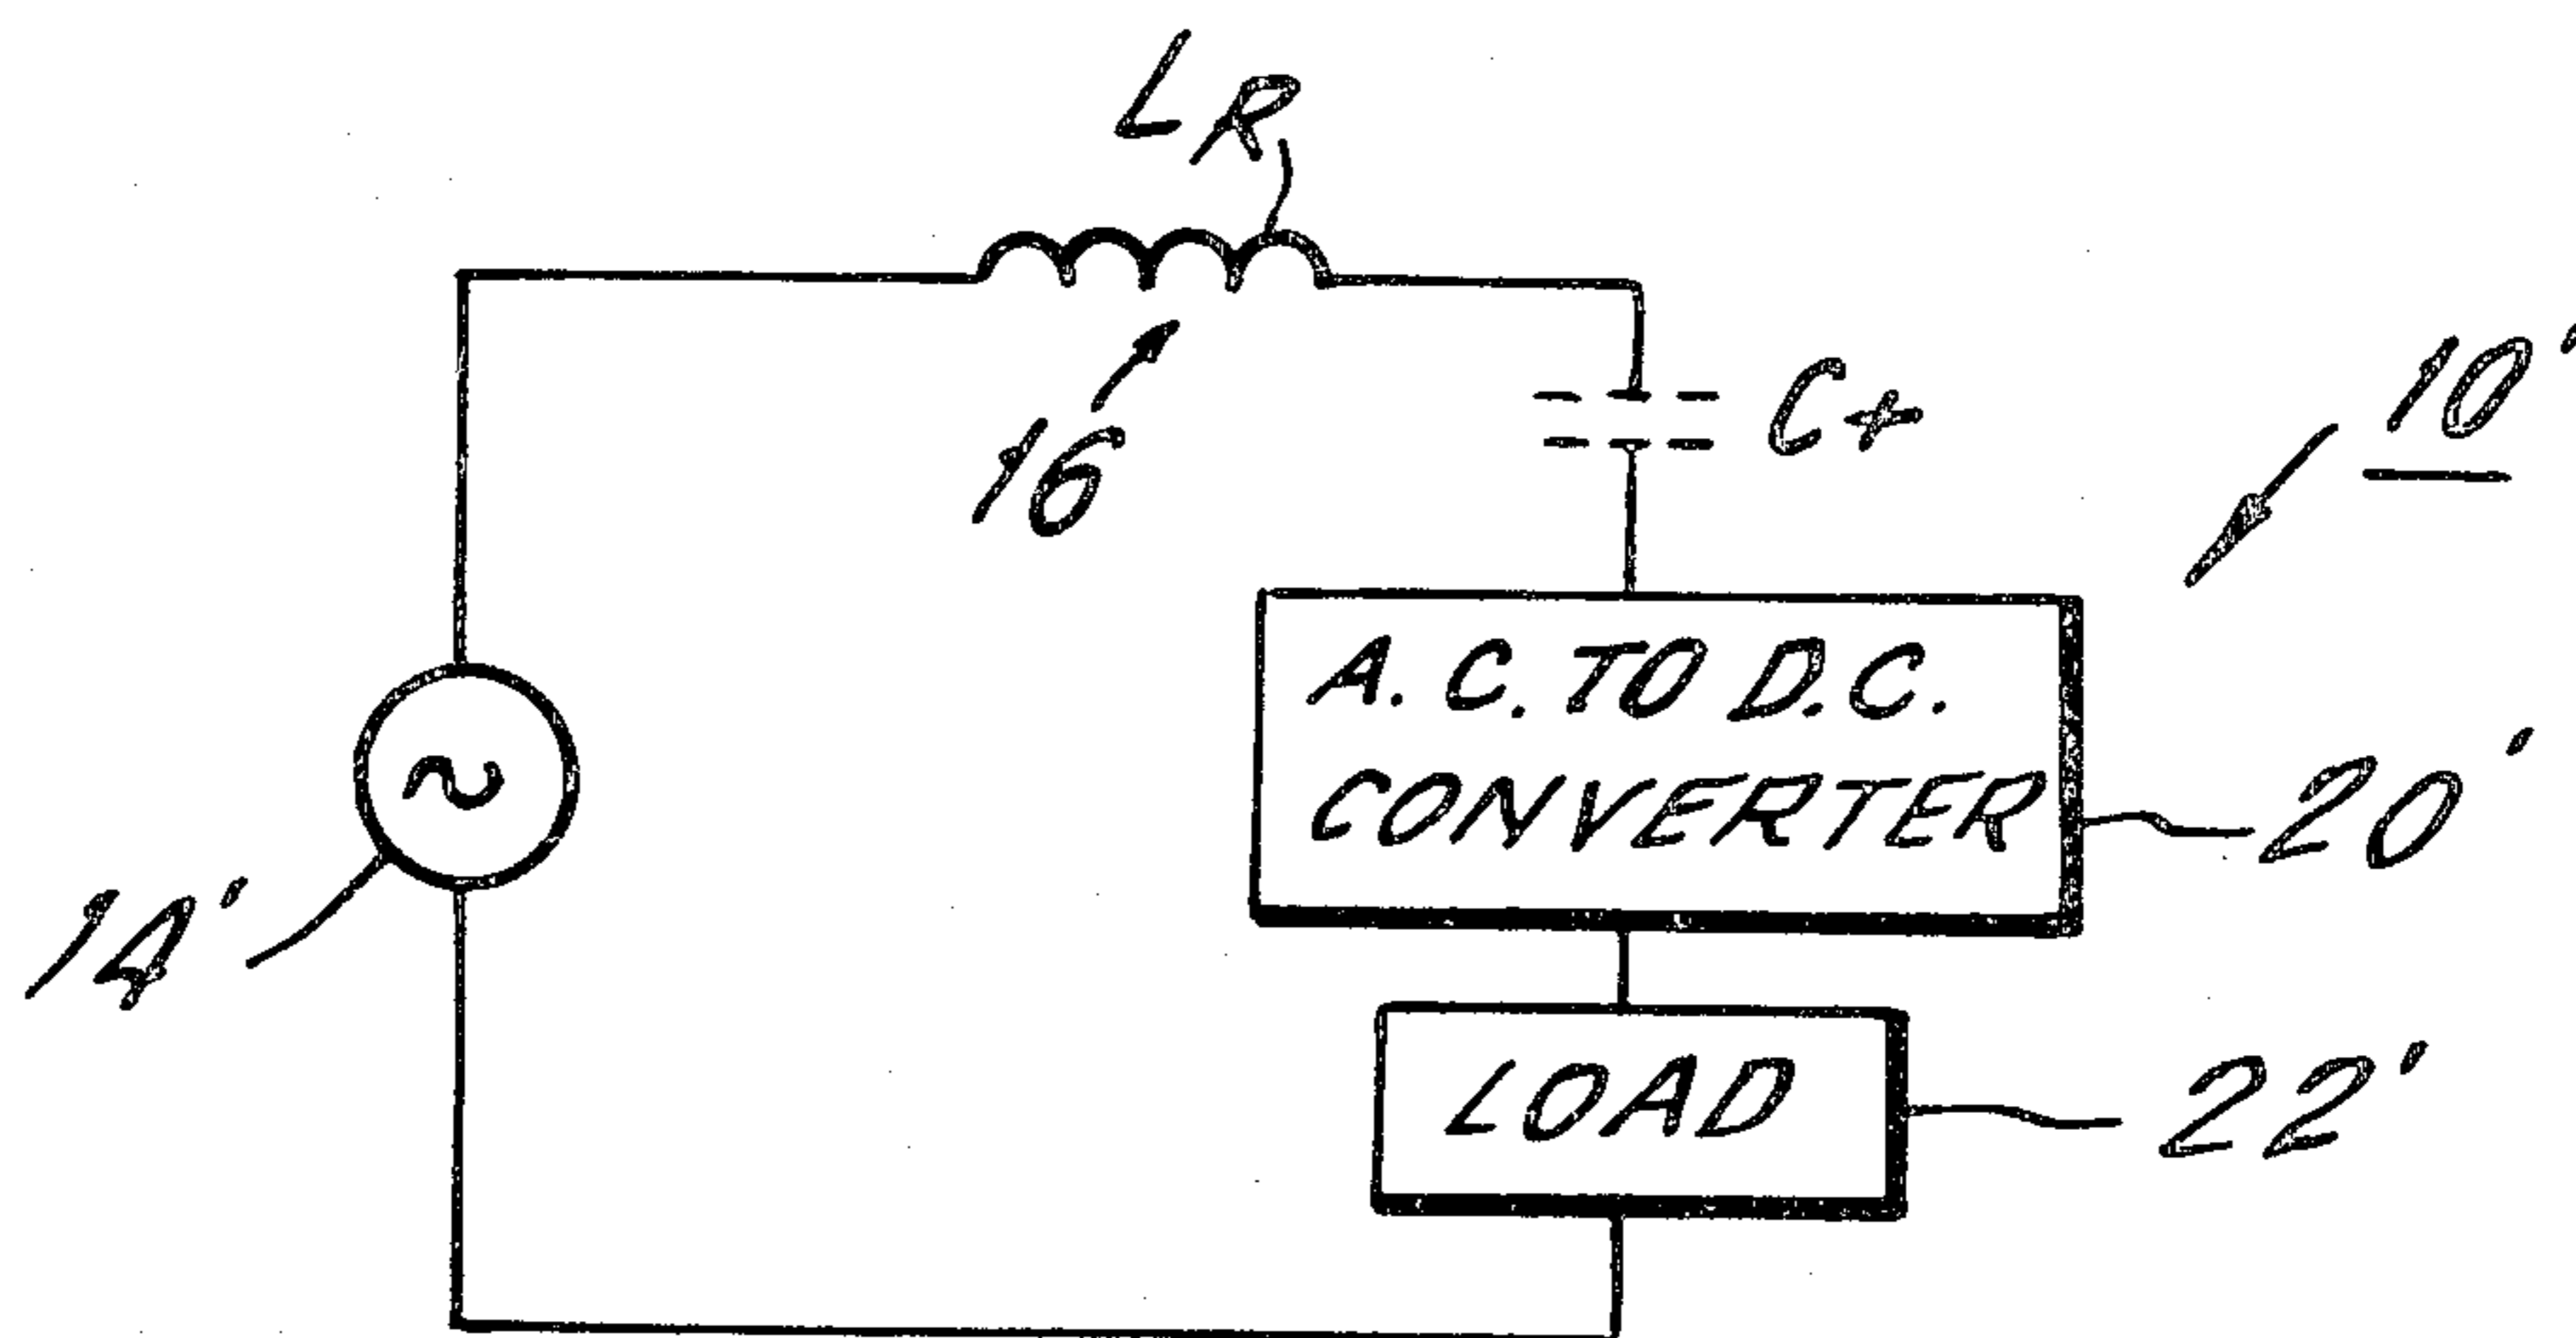 LR
16
C+
10'
A. C. TO D.C.
CONVERTER
20'
14'
LOAD
22'